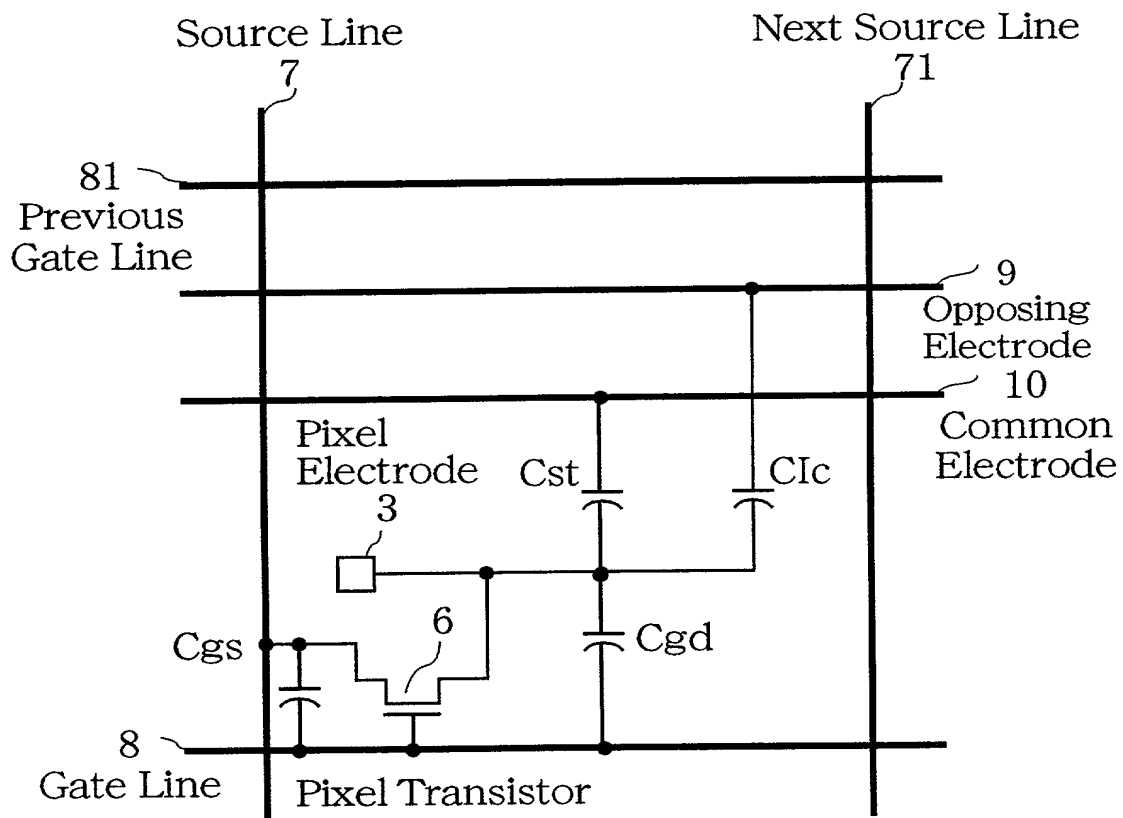 Source Line
7
Next Source Line
71
81
Previous
Gate Line
9
Opposing
Electrode
10
Common
Electrode
Pixel
Electrode
3
Cst
CIc
Cgs
6
Cgd
8
Gate Line
Pixel Transistor